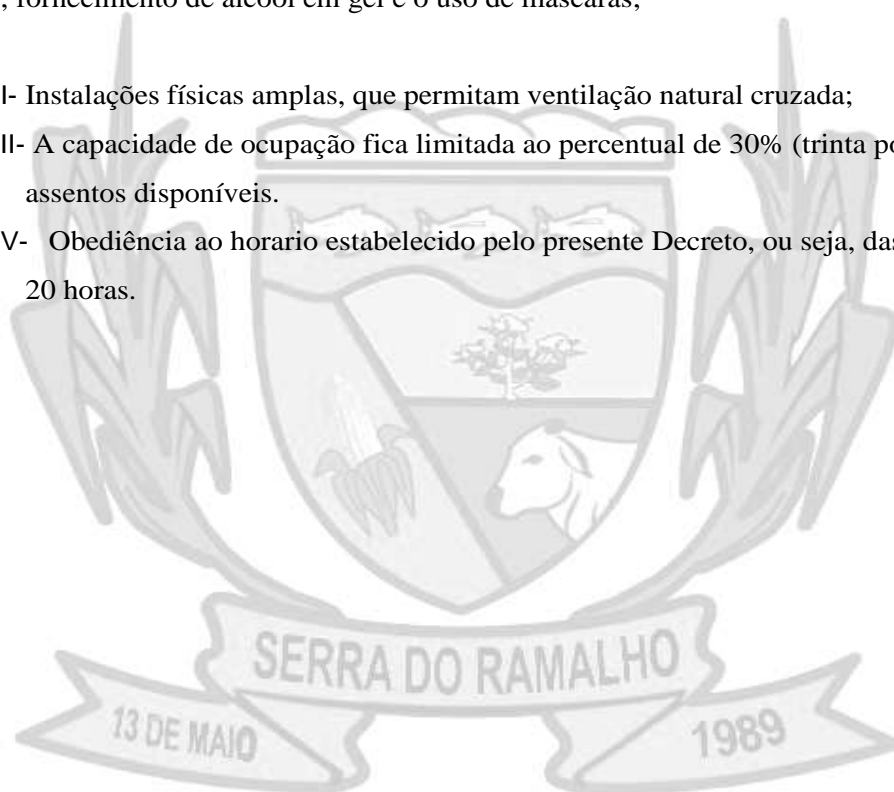 , fornecimento de álcool em gel e o uso de máscaras;
I- Instalações físicas amplas, que permitam ventilação natural cruzada;
II- A capacidade de ocupação fica limitada ao percentual de 30% (trinta
assentos disponíveis.
V- Obediência ao horario estabelecido pelo presente Decreto, ou seja,
20 horas.
SERRA DO RAMALHO
13 DE MAIO
1989